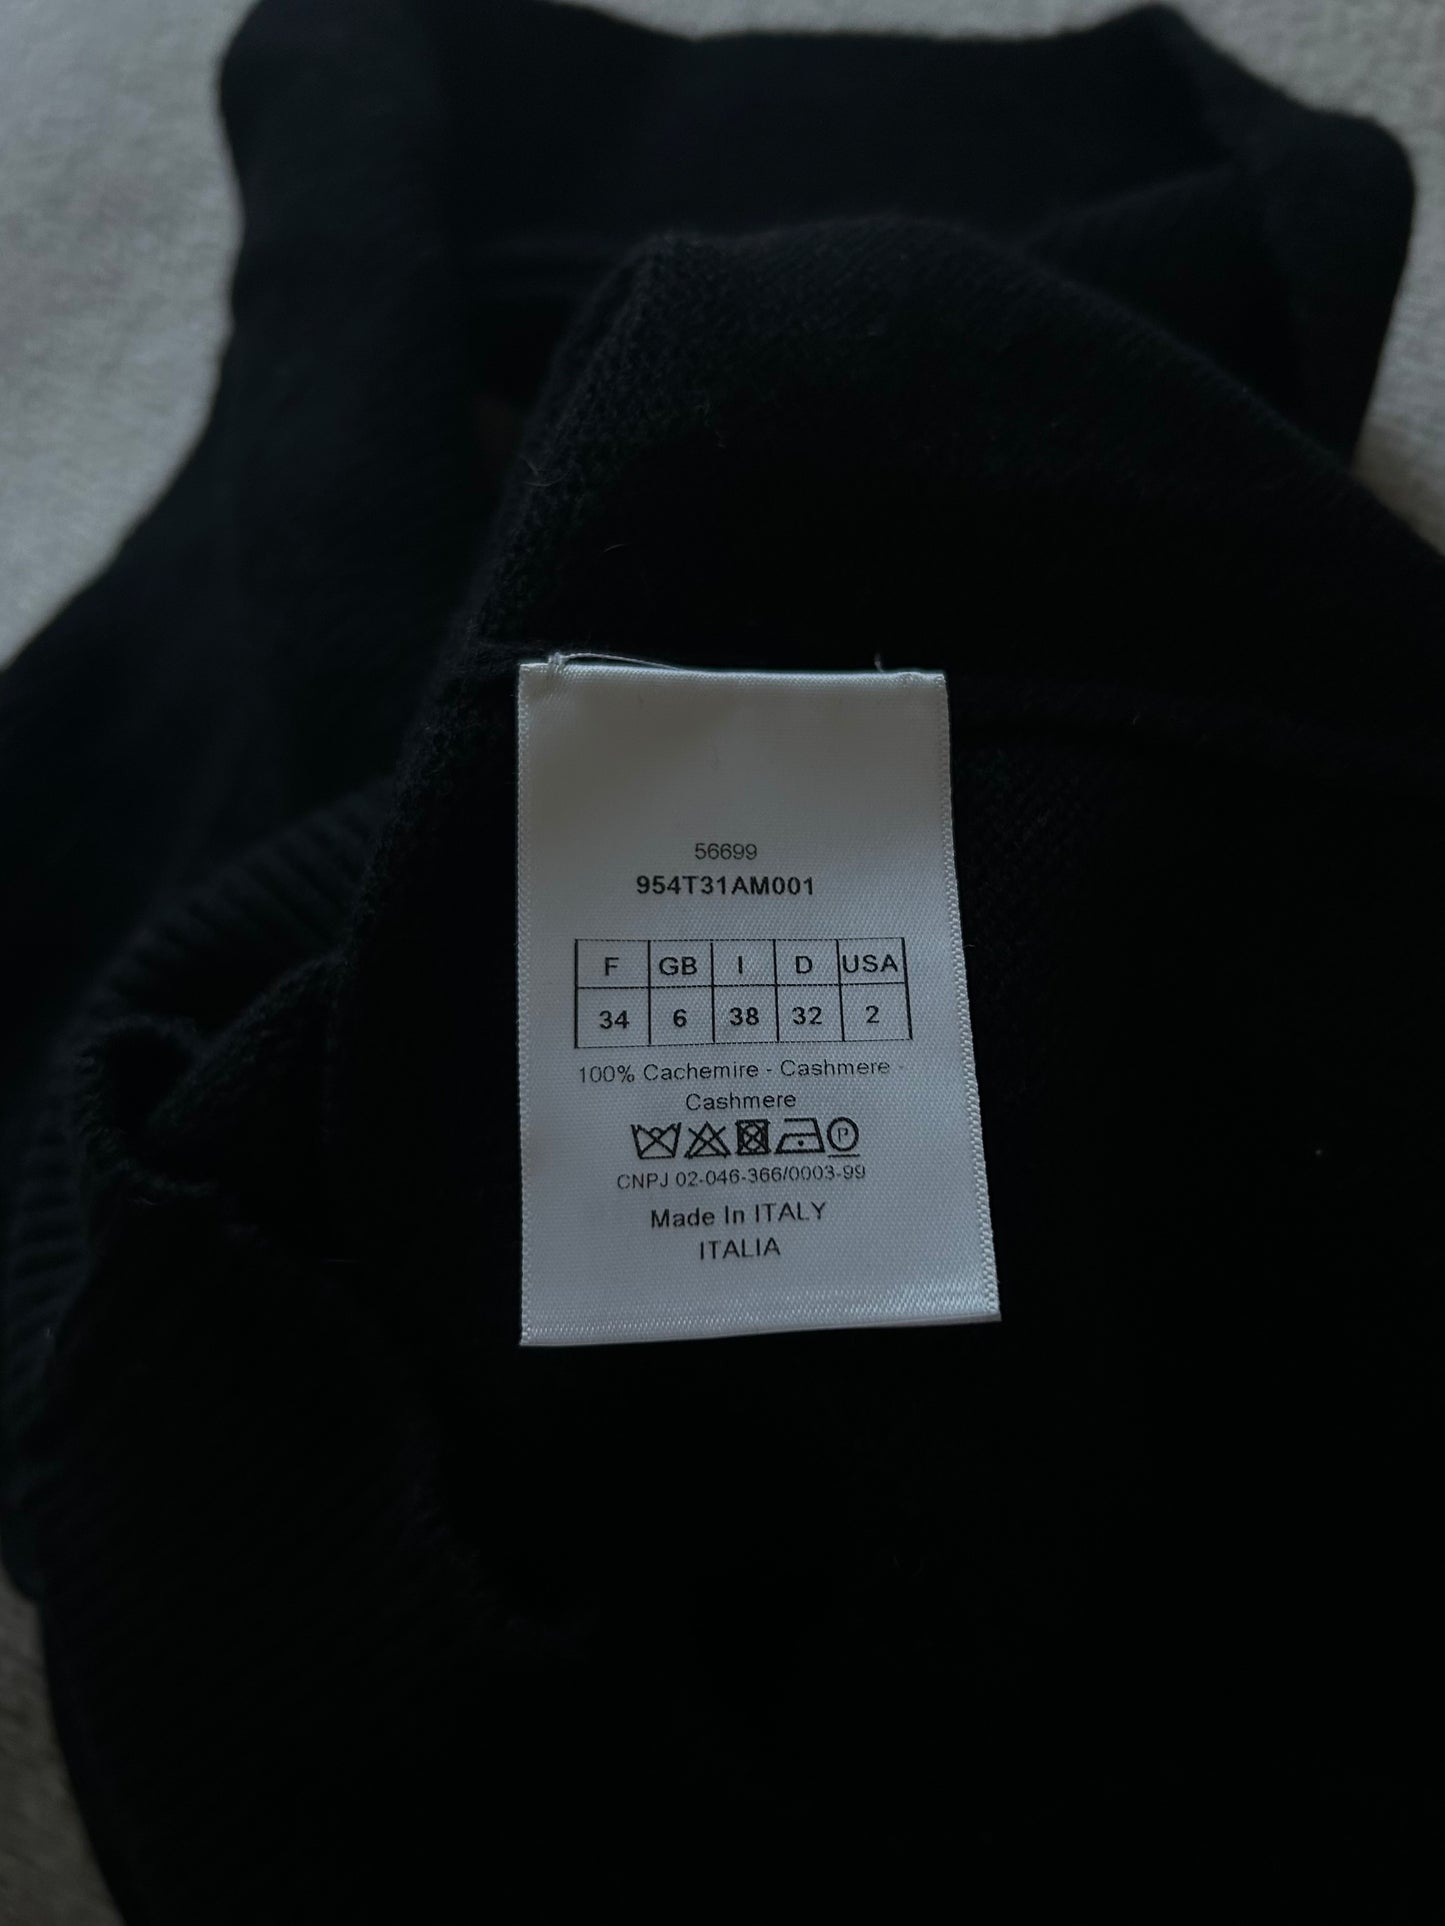 56699
954T31AM001
F GB I D USA
34 6 38 32 2
100% Cachemire - Cashmere -
Cashmere
P
CNPJ 02-046-366/0003-99
Made In ITALY
ITALIA